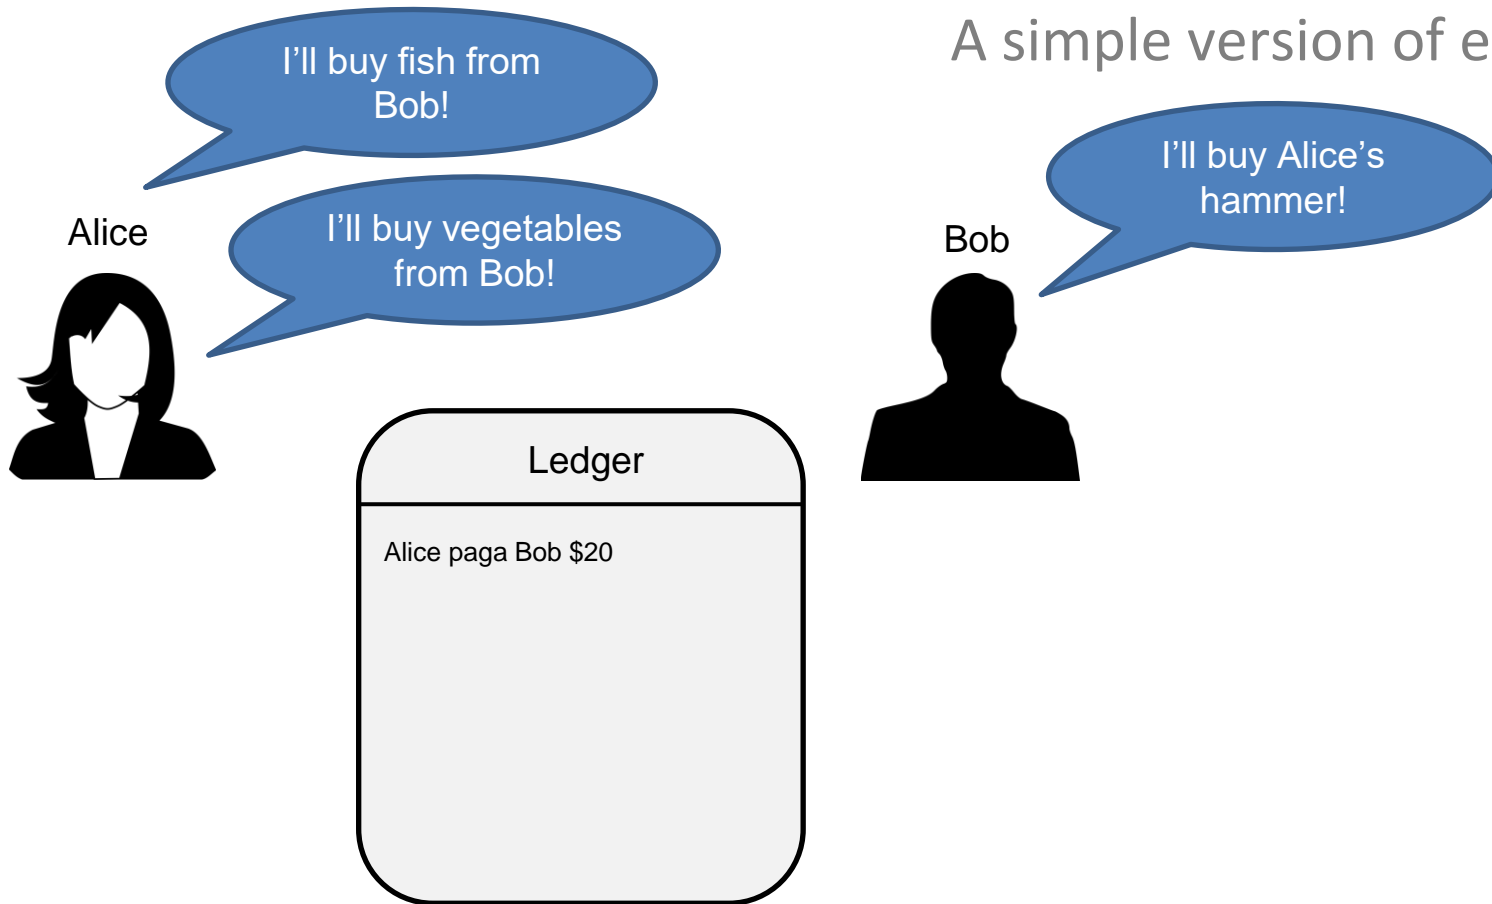 A simple version of e
I’ll buy fish from
Bob!
I’ll buy Alice’s
hammer!
Alice
I’ll buy vegetables
from Bob!
Bob
Ledger
Alice paga Bob $20